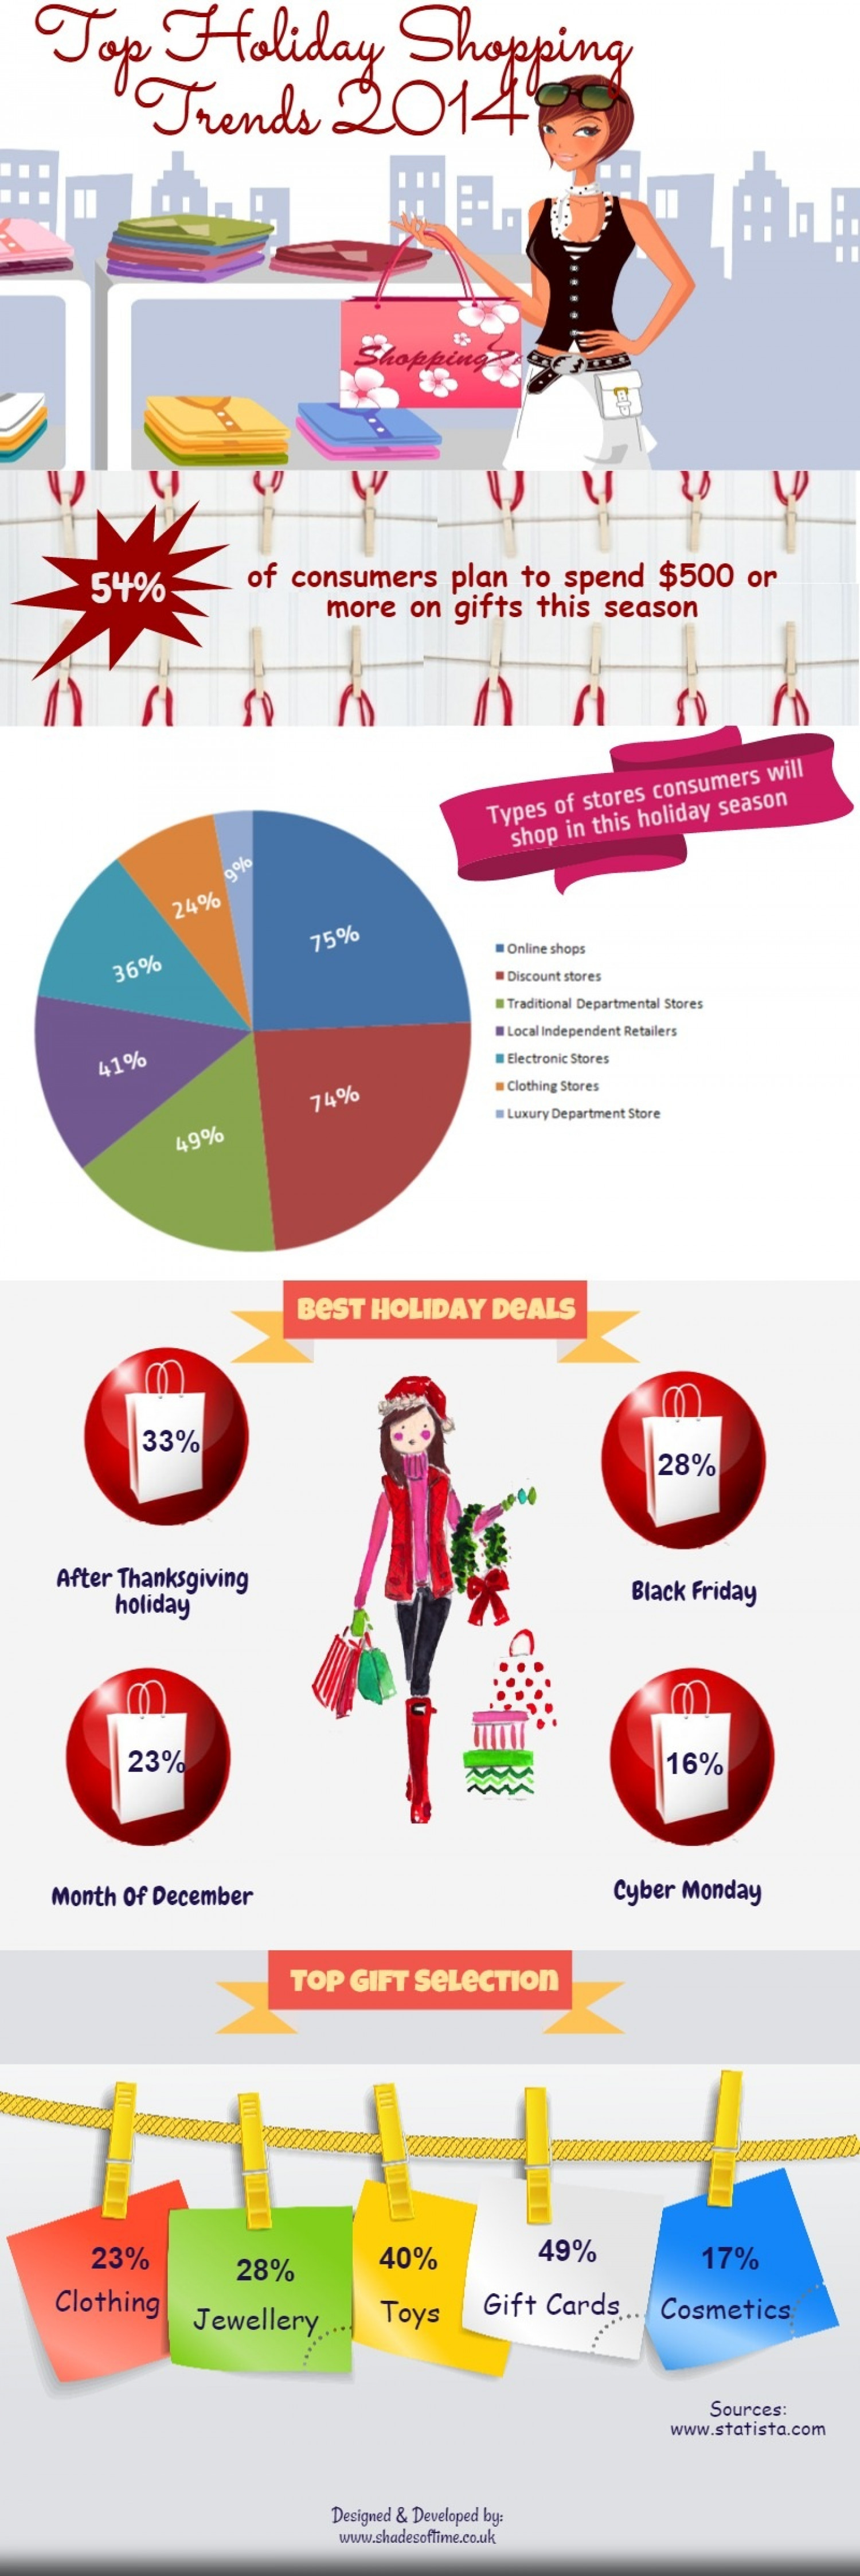 Top Holiday Shopping
Trends 2014
Shopping
54%
of consumers plan to spend $500 or
more on gifts this season
Types of stores consumers will
shop in this holiday season
75%
74%
49%
41%
36%
24%
9%
Online shops
Discount stores
Traditional Departmental Stores
Local Independent Retailers
Electronic Stores
Clothing Stores
Luxury Department Store
BeST HOLIDAY DeALS
33%
After Thanksgiving
holiday
28%
Black Friday
23%
Month Of December
16%
Cyber Monday
TOP GIFT SeLeCTIOn
23%
Clothing
28%
Jewellery
40%
Toys
49%
Gift Cards
17%
Cosmetics
Sources:
www.statista.com
Designed & Developed by:
www.shadesoftime.co.uk